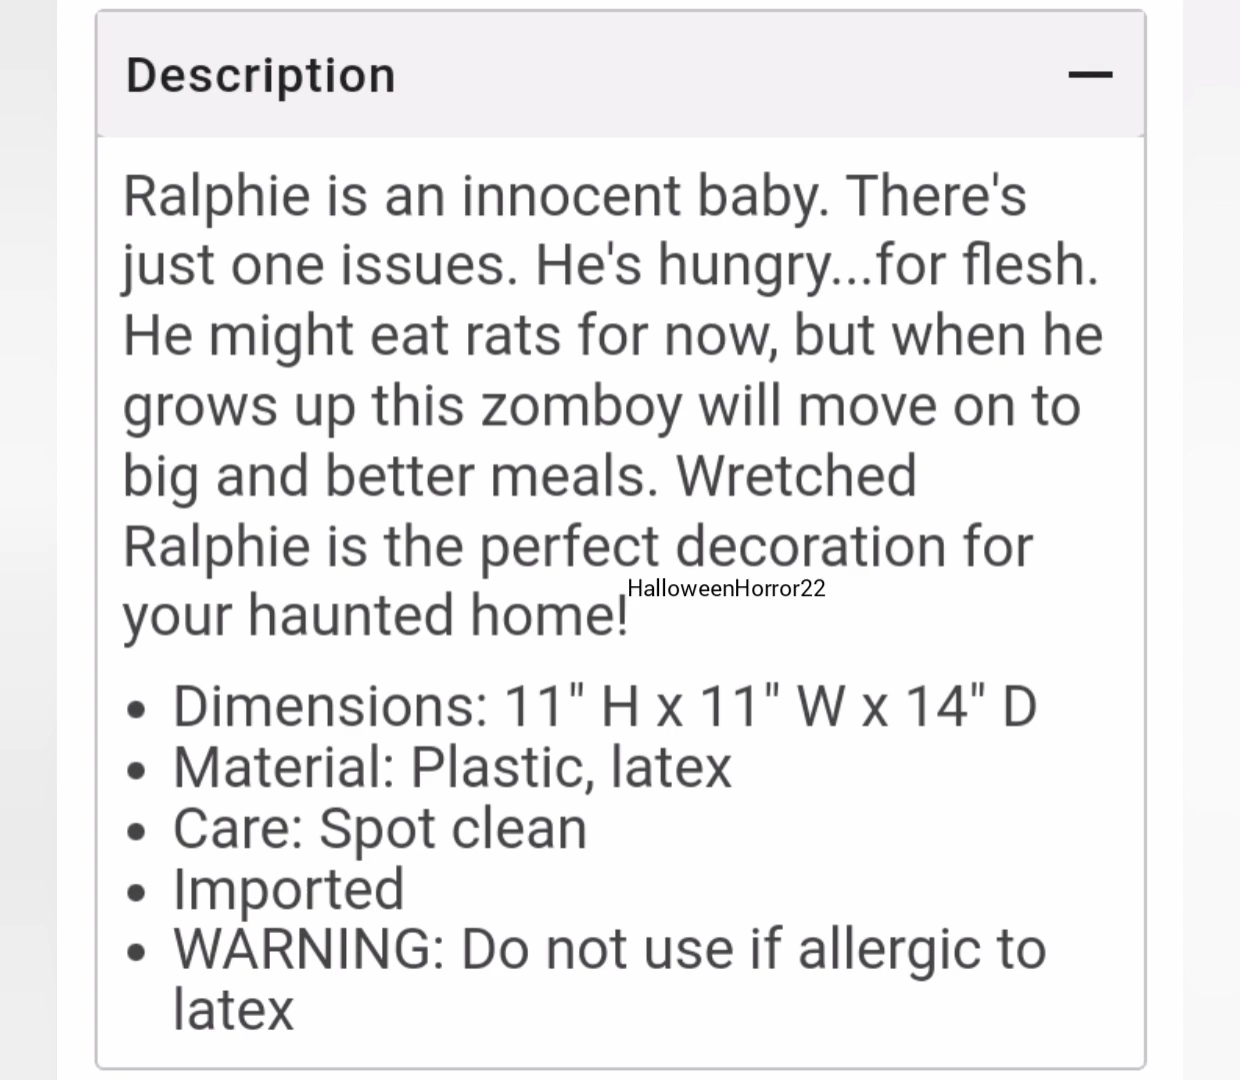 Description
Ralphie is an innocent baby. There's
just one issues. He's hungry...for flesh.
He might eat rats for now, but when he
grows up this zomboy will move on to
big and better meals. Wretched
Ralphie is the perfect decoration for
your haunted home!
HalloweenHorror22
• Dimensions: 11" H x 11" W x 14" D
• Material: Plastic, latex
• Care: Spot clean
• Imported
• WARNING: Do not use if allergic to
latex